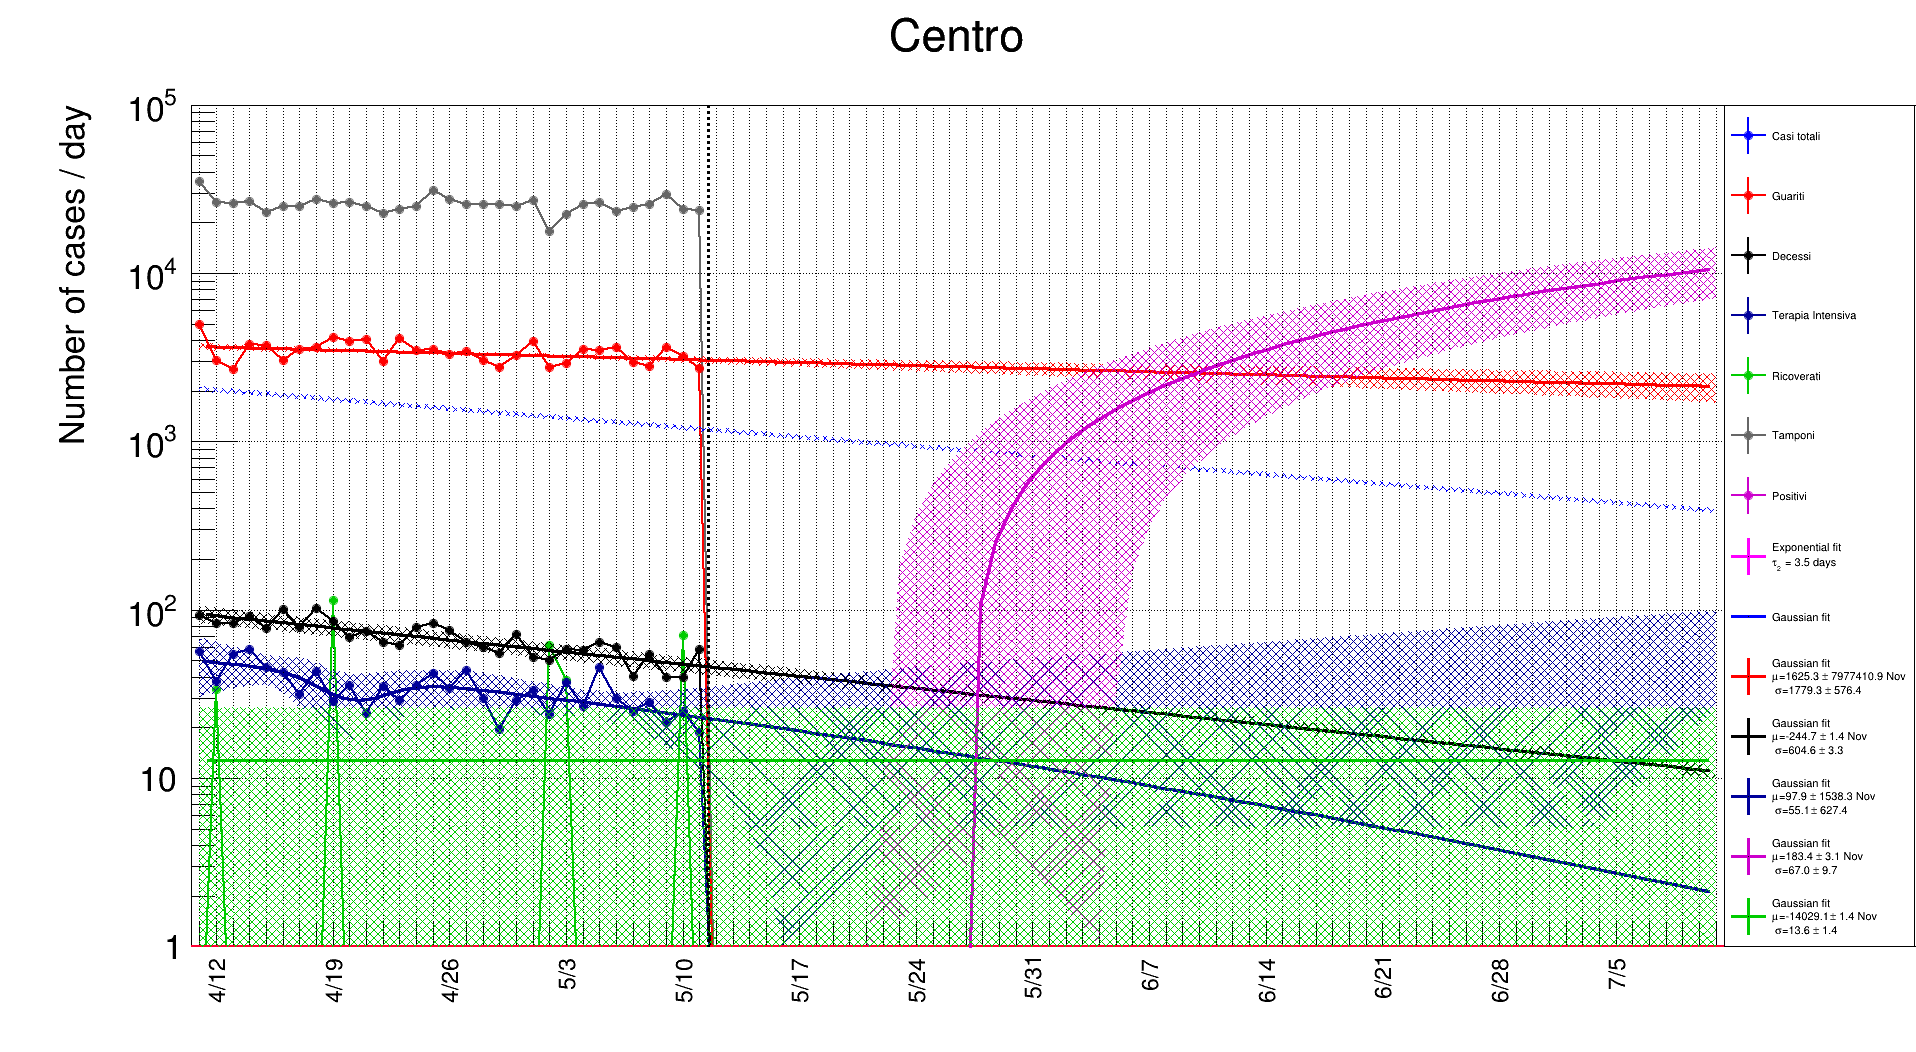 Centro
Number of cases / day
10^5
10^4
10^3
10^2
10
1
4/12
4/19
4/26
5/3
5/10
5/17
5/24
5/31
6/7
6/14
6/21
6/28
7/5
Casi totali
Guariti
Decessi
Terapia Intensiva
Ricoverati
Tamponi
Positivi
Exponential fit
τ_2 = 3.5 days
Gaussian fit
Gaussian fit
μ=1625.3 ± 7977410.9 Nov
σ=1779.3 ± 576.4
Gaussian fit
μ=-244.7 ± 1.4 Nov
σ=604.6 ± 3.3
Gaussian fit
μ=97.9 ± 1538.3 Nov
σ=55.1 ± 627.4
Gaussian fit
μ=183.4 ± 3.1 Nov
σ=67.0 ± 9.7
Gaussian fit
μ=-14029.1 ± 1.4 Nov
σ=13.6 ± 1.4